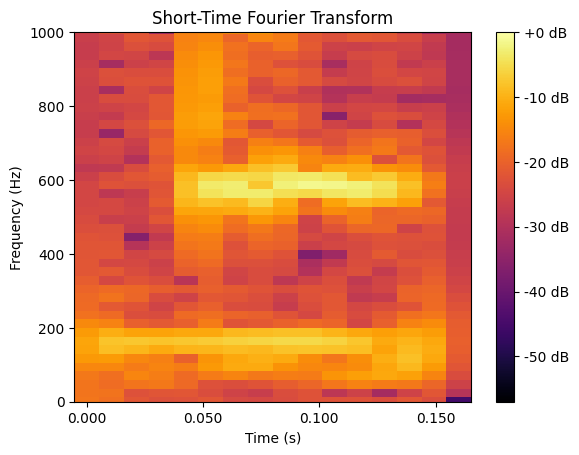 Short-Time Fourier Transform
Frequency (Hz)
1000
800
600
400
200
0
0.000
0.050
0.100
0.150
Time (s)
+0 dB
-10 dB
-20 dB
-30 dB
-40 dB
-50 dB